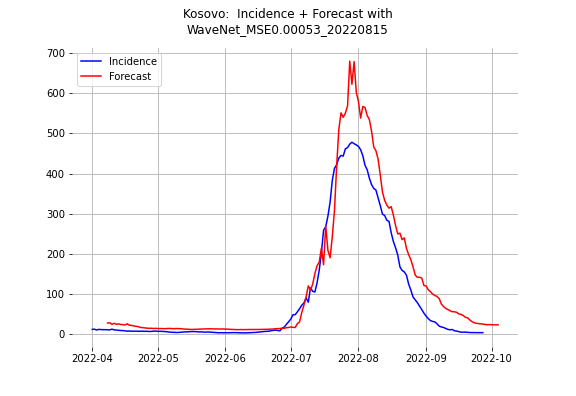 Kosovo:  Incidence + Forecast with
WaveNet_MSE0.00053_20220815
Incidence
Forecast
700
600
500
400
300
200
100
0
2022-04 2022-05 2022-06 2022-07 2022-08 2022-09 2022-10